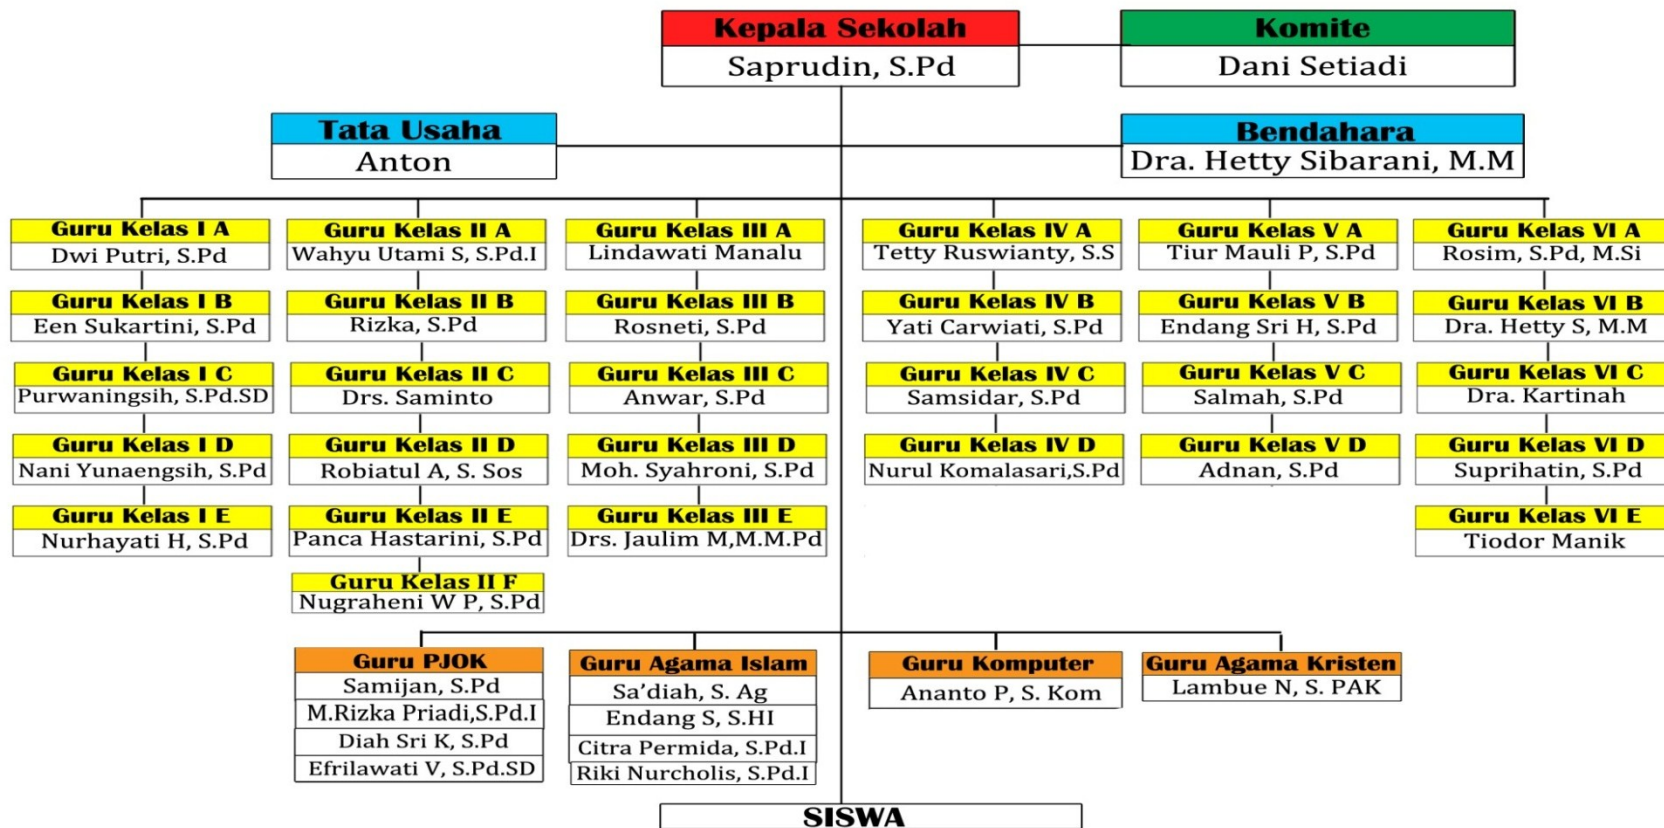 Kepala Sekolah
Saprudin, S.Pd
Komite
Dani Setiadi
Tata Usaha
Anton
Bendahara
Dra. Hetty Sibarani, M.M
Guru Kelas I A
Dwi Putri, S.Pd
Guru Kelas I B
Een Sukartini, S.Pd
Guru Kelas I C
Purwaningsih, S.Pd.SD
Guru Kelas I D
Nani Yunaengsih, S.Pd
Guru Kelas I E
Nurhayati H, S.Pd
Guru Kelas II A
Wahyu Utami S, S.Pd.I
Guru Kelas II B
Rizka, S.Pd
Guru Kelas II C
Drs. Saminto
Guru Kelas II D
Robiatul A, S. Sos
Guru Kelas II E
Panca Hastarini, S.Pd
Guru Kelas II F
Nugraheni W P, S.Pd
Guru Kelas III A
Lindawati Manalu
Guru Kelas III B
Rosneti, S.Pd
Guru Kelas III C
Anwar, S.Pd
Guru Kelas III D
Moh. Syahroni, S.Pd
Guru Kelas III E
Drs. Jaulim M,M.M.Pd
Guru Kelas IV A
Tetty Ruswianty, S.S
Guru Kelas IV B
Yati Carwiati, S.Pd
Guru Kelas IV C
Samsidar, S.Pd
Guru Kelas IV D
Nurul Komalasari,S.Pd
Guru Kelas V A
Tiur Mauli P, S.Pd
Guru Kelas V B
Endang Sri H, S.Pd
Guru Kelas V C
Salmah, S.Pd
Guru Kelas V D
Adnan, S.Pd
Guru Kelas VI A
Rosim, S.Pd, M.Si
Guru Kelas VI B
Dra. Hetty S, M.M
Guru Kelas VI C
Dra. Kartinah
Guru Kelas VI D
Suprihatin, S.Pd
Guru Kelas VI E
Tiodor Manik
Guru PJOK
Samijan, S.Pd
M.Rizka Priadi,S.Pd.I
Diah Sri K, S.Pd
Efrilawati V, S.Pd.SD
Guru Agama Islam
Sa'diah, S. Ag
Endang S, S.HI
Citra Permida, S.Pd.I
Riki Nurcholis, S.Pd.I
Guru Komputer
Ananto P, S. Kom
Guru Agama Kristen
Lambue N, S. PAK
SISWA